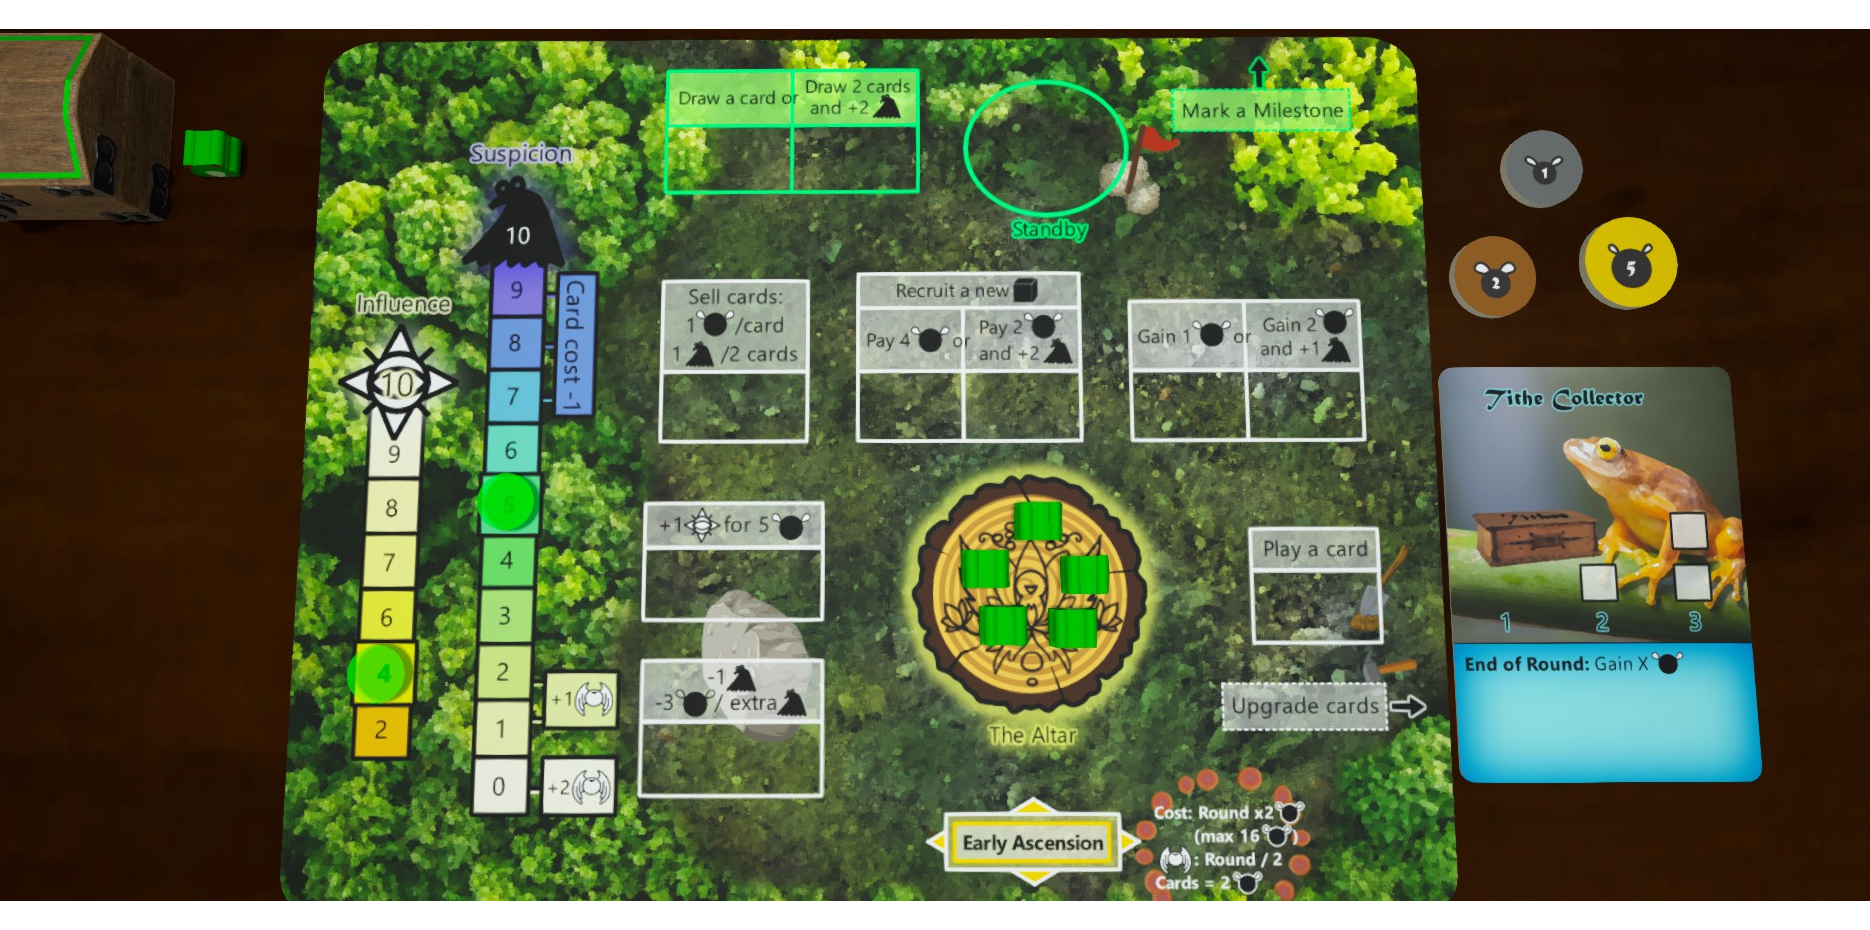 Draw a card or
Draw 2 cards
and +2
Mark a Milestone
Standby
Suspicion
10
9
8
7
6
5
4
3
2
1
0
Card cost -1
+1
+2
Influence
10
9
8
7
6
4
2
Sell cards:
1 /card
1 /2 cards
Recruit a new
Pay 4 or
Pay 2
and +2
Gain 1 or
Gain 2
and +1
+1 for 5
-1
-3 / extra
The Altar
Play a card
Upgrade cards
Early Ascension
Cost: Round x2
(max 16 )
: Round / 2
Cards = 2
1
2
5
Tithe Collector
1 2 3
End of Round: Gain X